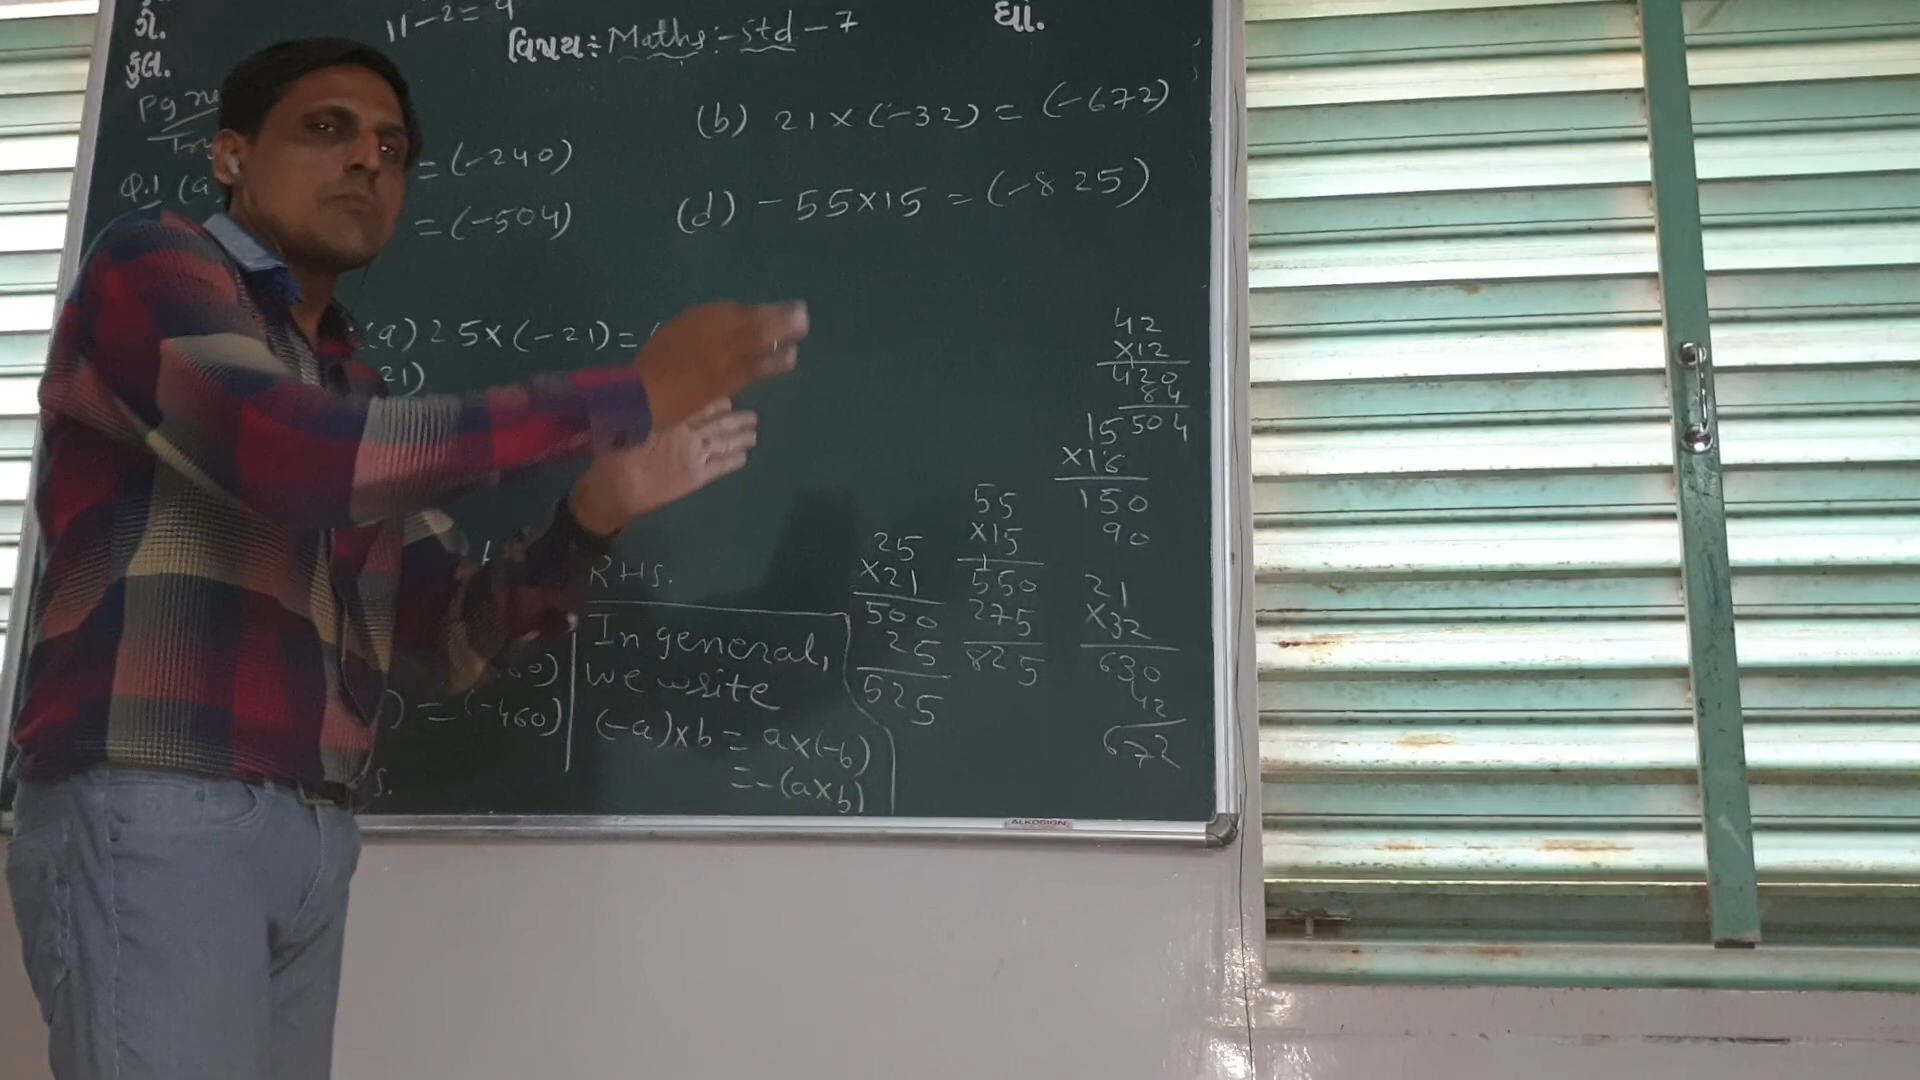 ગે.
કુલ.
11-2=9
વિષય:- Maths:- std-7
ઘાં.
Pg
Q.1 (a)
=(-240)
(b) 21×(-32)=(-672)
=(-504)
(d) -55×15=(-825)
(a) 25×(-21)=
21)
42
×12
420
84
504
15
×16
150
90
55
×15
550
275
825
25
×21
500
25
525
21
×32
630
42
672
RHS.
In general,
We write
(-a)×b = a×(-b)
=-(a×b)
60)
) = (-460)
S.
ALKOSIGN